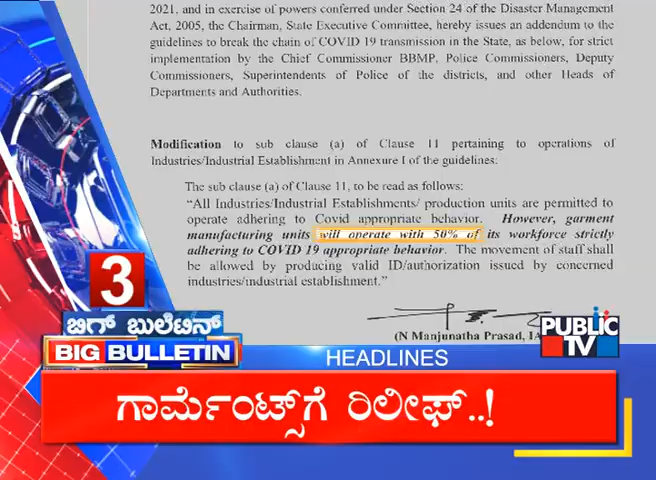 2021, and in exercise of powers conferred under Section 24 of the Disaster Management
Act, 2005, the Chairman, State Executive Committee, hereby issues an addendum to the
guidelines to break the chain of COVID 19 transmission in the State, as below, for strict
implementation by the Chief Commissioner BBMP, Police Commissioners, Deputy
Commissioners, Superintendents of Police of the districts, and other Heads of
Departments and Authorities.
Modification to sub clause (a) of Clause 11 pertaining to operations of
Industries/Industrial Establishment in Annexure I of the guidelines:
The sub clause (a) of Clause 11, to be read as follows:
“All Industries/Industrial Establishments/ production units are permitted to
operate adhering to Covid appropriate behavior. However, garment
manufacturing units will operate with 50% of its workforce strictly
adhering to COVID 19 appropriate behavior. The movement of staff shall
be allowed by producing valid ID/authorization issued by concerned
industries/industrial establishment.”
(N Manjunatha Prasad, IA
3
ಬಿಗ್ ಬುಲೆಟಿನ್
BIG BULLETIN
HEADLINES
PUBLIC
TV
ಗಾರ್ಮೆಂಟ್ಸ್‌ಗೆ ರಿಲೀಫ್..!